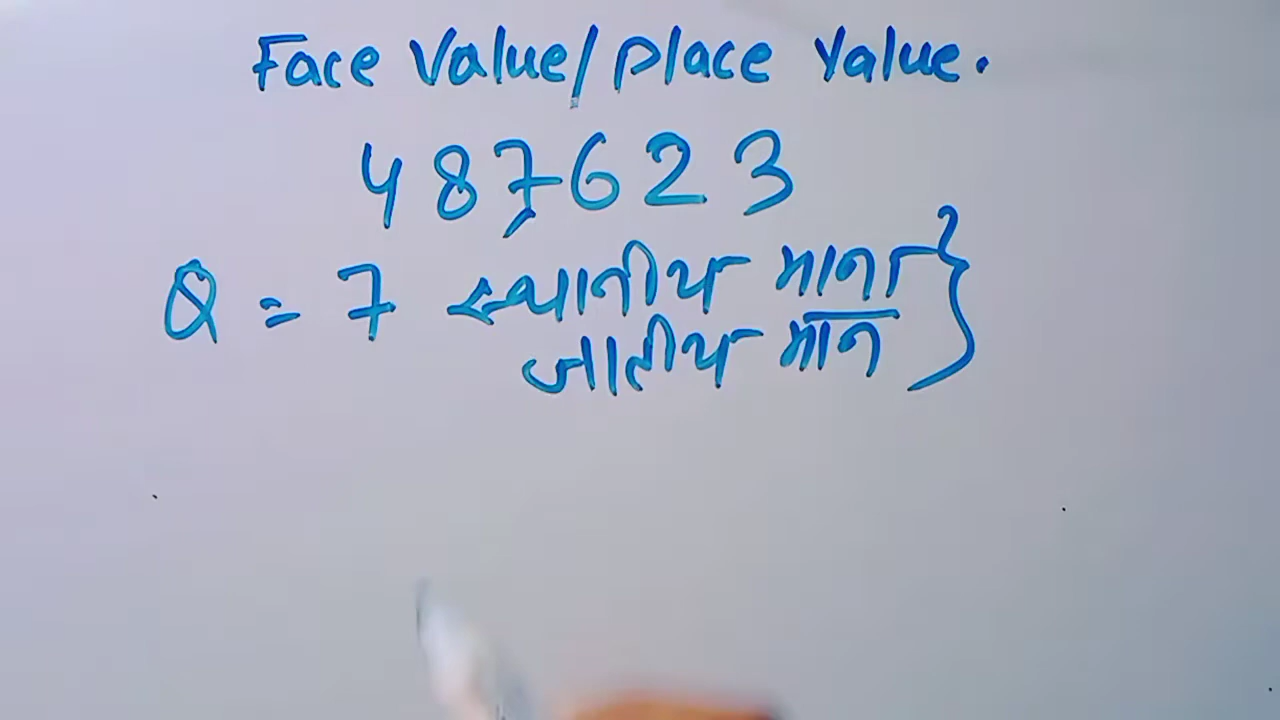 Face Value/Place Value.
487623
Q = 7 स्थानीय मान
जातीय मान }